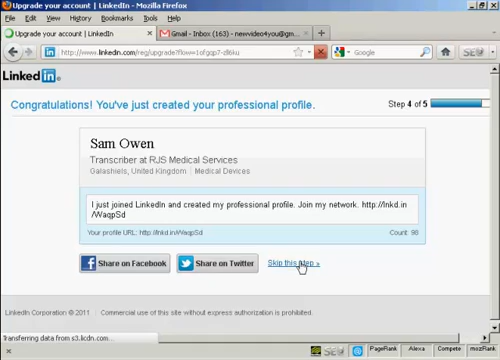 Upgrade your account | LinkedIn - Mozilla Firefox
File Edit View History Bookmarks Tools Help
Upgrade your account | LinkedIn
Gmail - Inbox (163) - newvideo4you@gm...
http://www.linkedin.com/reg/upgrade?flow=1ofgqp7-zl6ku
Google
Linked in®
Congratulations! You've just created your professional profile.
Step 4 of 5
Sam Owen
Transcriber at RJS Medical Services
Galashiels, United Kingdom | Medical Devices
I just joined LinkedIn and created my professional profile. Join my network. http://lnkd.in
/WaqpSd
Your profile URL: http://lnkd.in/WaqpSd
Count: 98
Share on Facebook
Share on Twitter
Skip this step »
LinkedIn Corporation © 2011 | Commercial use of this site without express authorization is prohibited.
Transferring data from s3.licdn.com...
PageRank
Alexa
Compete
mozRank